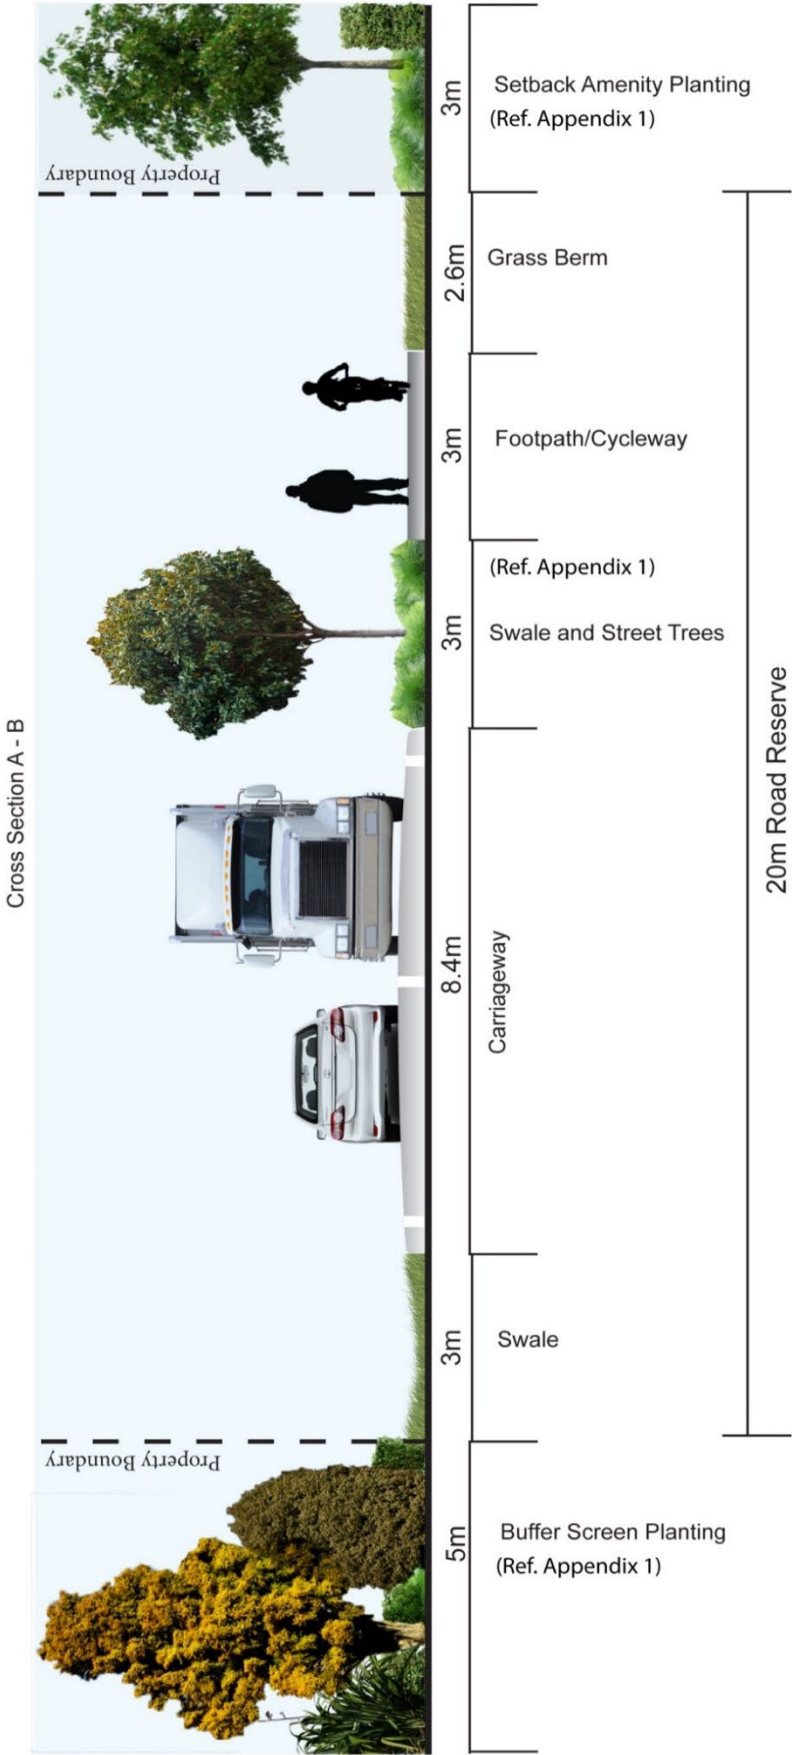 Cross Section A - B
3m
Setback Amenity Planting
(Ref. Appendix 1)
Property Boundary
2.6m
Grass Berm
3m
Footpath/Cycleway
3m
(Ref. Appendix 1)
Swale and Street Trees
8.4m
Carriageway
3m
Swale
20m Road Reserve
Property Boundary
5m
Buffer Screen Planting
(Ref. Appendix 1)